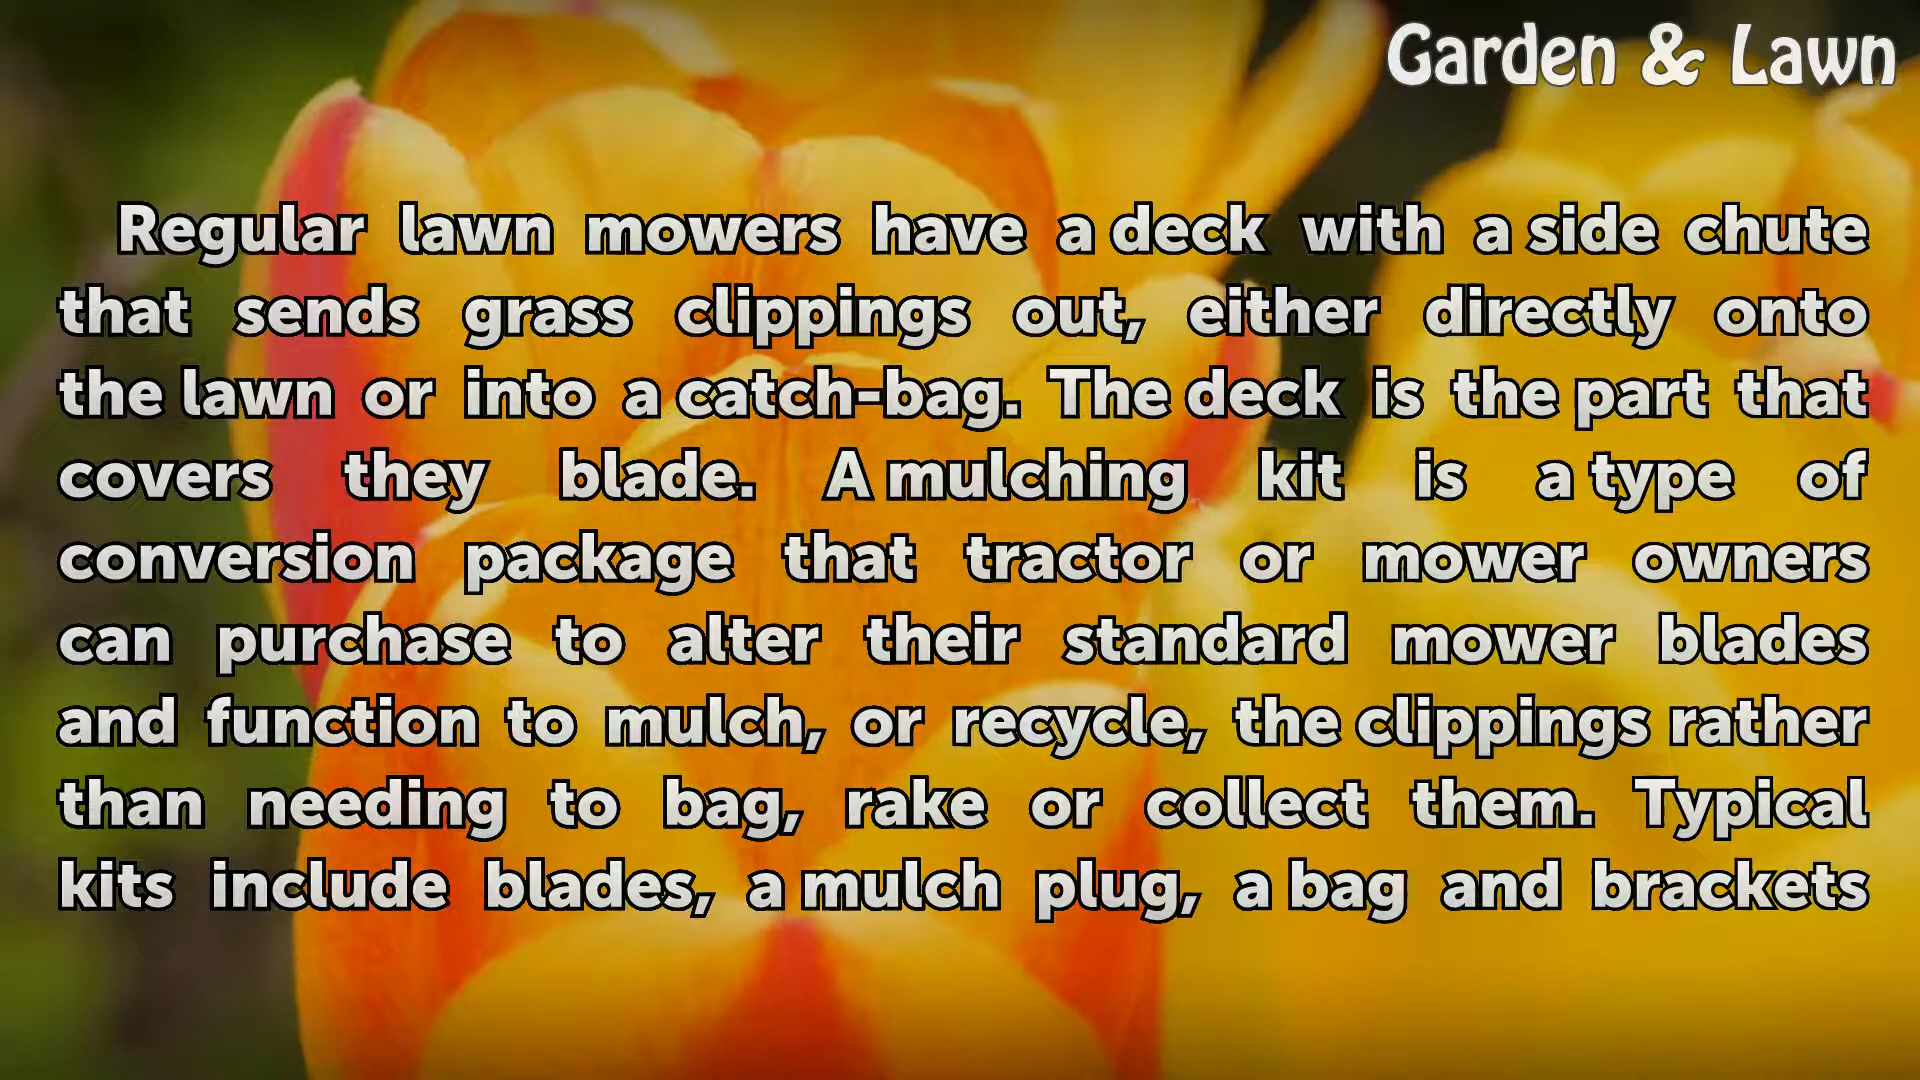 Garden & Lawn
Regular lawn mowers have a deck with a side chute
that sends grass clippings out, either directly onto
the lawn or into a catch-bag. The deck is the part that
covers they blade. A mulching kit is a type of
conversion package that tractor or mower owners
can purchase to alter their standard mower blades
and function to mulch, or recycle, the clippings rather
than needing to bag, rake or collect them. Typical
kits include blades, a mulch plug, a bag and brackets